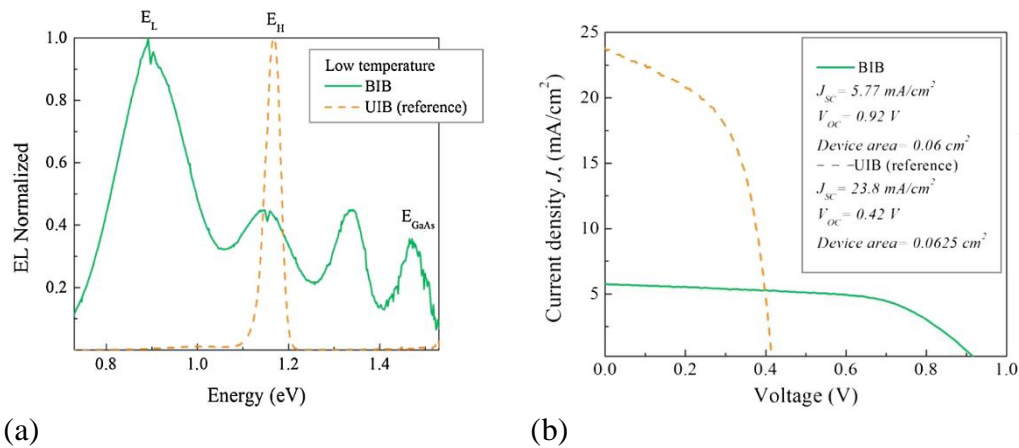 E_L
E_H
Low temperature
BIB
UIB (reference)
E_GaAs
EL Normalized
1.0
0.8
0.6
0.4
0.2
0.8
1.0
1.2
1.4
Energy (eV)
(a)
25
20
15
10
5
Current density J, (mA/cm²)
BIB
J_SC= 5.77 mA/cm²
V_OC= 0.92 V
Device area= 0.06 cm²
UIB (reference)
J_SC= 23.8 mA/cm²
V_OC= 0.42 V
Device area= 0.0625 cm²
0.0
0.2
0.4
0.6
0.8
1.0
Voltage (V)
(b)